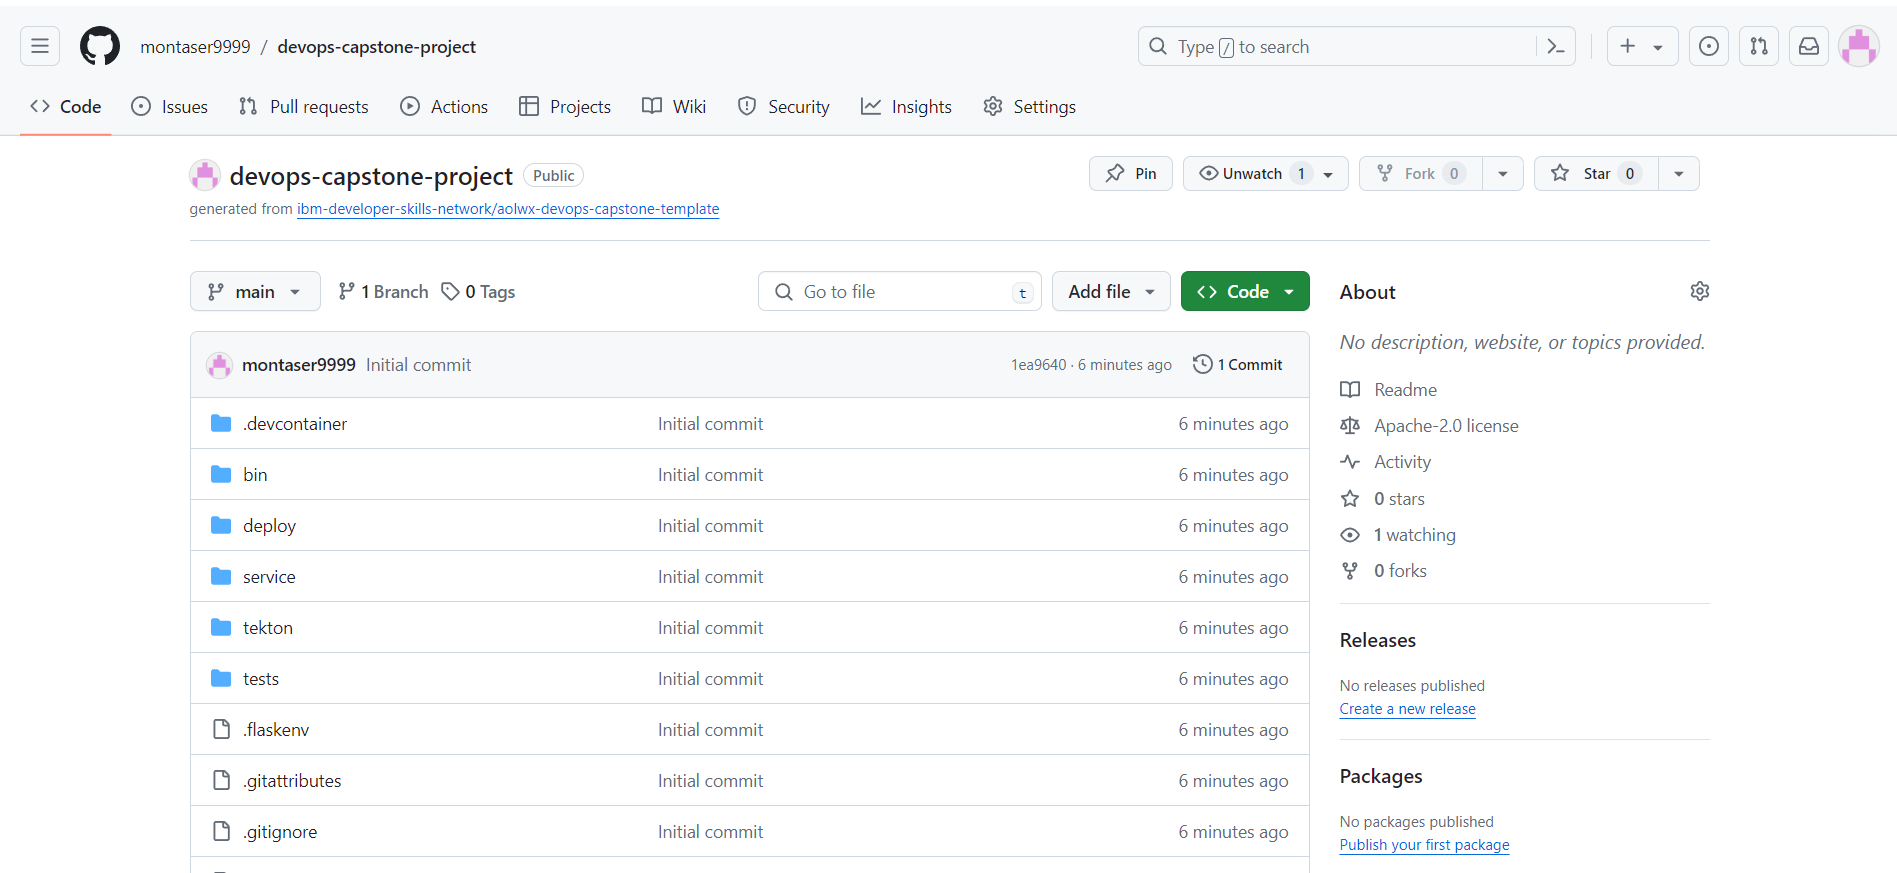 montaser9999 / devops-capstone-project
Type / to search
Code Issues Pull requests Actions Projects Wiki Security Insights Settings
devops-capstone-project Public
Pin Unwatch 1 Fork 0 Star 0
generated from ibm-developer-skills-network/aolwx-devops-capstone-template
main 1 Branch 0 Tags Go to file t Add file Code
montaser9999 Initial commit 1ea9640 · 6 minutes ago 1 Commit
.devcontainer Initial commit 6 minutes ago
bin Initial commit 6 minutes ago
deploy Initial commit 6 minutes ago
service Initial commit 6 minutes ago
tekton Initial commit 6 minutes ago
tests Initial commit 6 minutes ago
.flaskenv Initial commit 6 minutes ago
.gitattributes Initial commit 6 minutes ago
.gitignore Initial commit 6 minutes ago
About
No description, website, or topics provided.
Readme
Apache-2.0 license
Activity
0 stars
1 watching
0 forks
Releases
No releases published
Create a new release
Packages
No packages published
Publish your first package